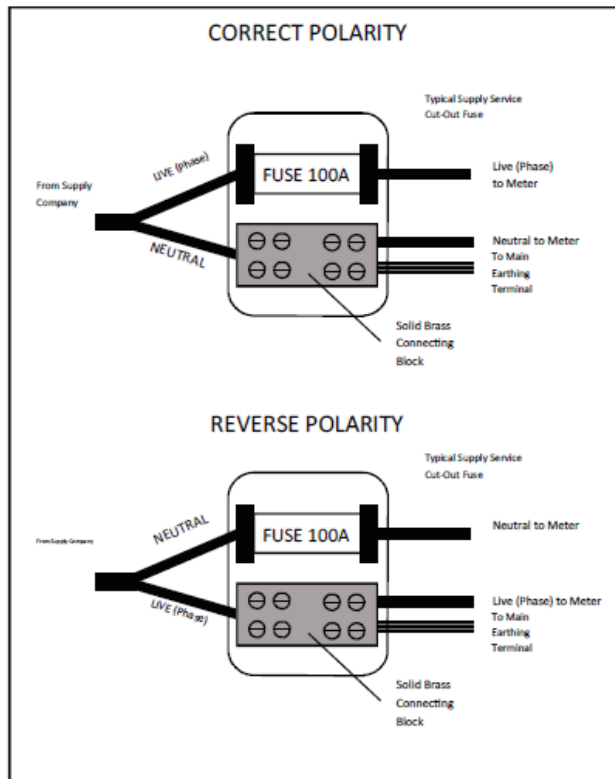 CORRECT POLARITY
Typical Supply Service
Cut-Out Fuse
LIVE (Phase)
FUSE 100A
Live (Phase)
to Meter
From Supply
Company
NEUTRAL
Neutral to Meter
To Main
Earthing
Terminal
Solid Brass
Connecting
Block
REVERSE POLARITY
Typical Supply Service
Cut-Out Fuse
NEUTRAL
FUSE 100A
Neutral to Meter
From Supply Company
LIVE (Phase)
Live (Phase) to Meter
To Main
Earthing
Terminal
Solid Brass
Connecting
Block